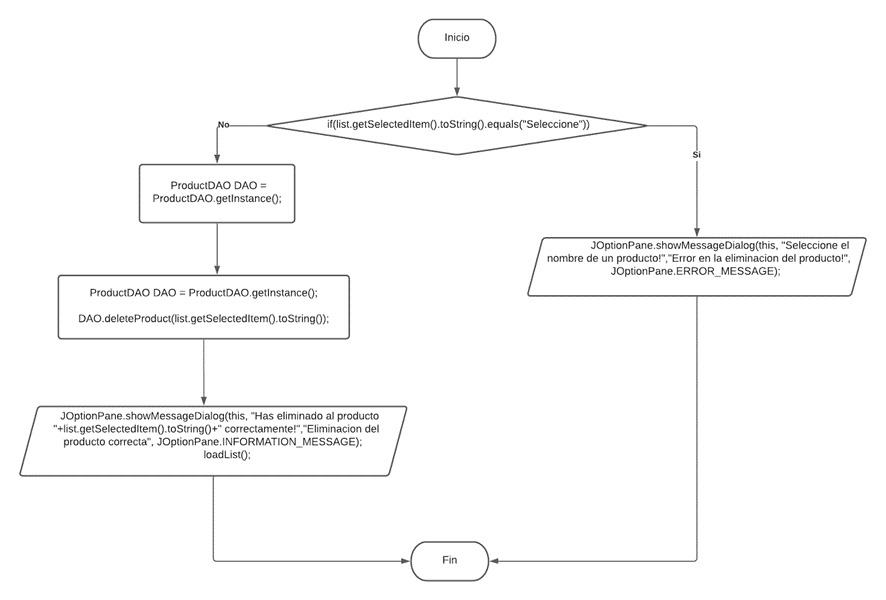 Inicio
if(list.getSelectedItem().toString().equals("Seleccione"))
No
Si
ProductDAO DAO =
ProductDAO.getInstance();
JOptionPane.showMessageDialog(this, "Seleccione el
nombre de un producto!","Error en la eliminacion del producto!",
JOptionPane.ERROR_MESSAGE);
ProductDAO DAO = ProductDAO.getInstance();
DAO.deleteProduct(list.getSelectedItem().toString());
JOptionPane.showMessageDialog(this, "Has eliminado al producto
"+list.getSelectedItem().toString()+" correctamente!","Eliminacion del
producto correcta", JOptionPane.INFORMATION_MESSAGE);
loadList();
Fin